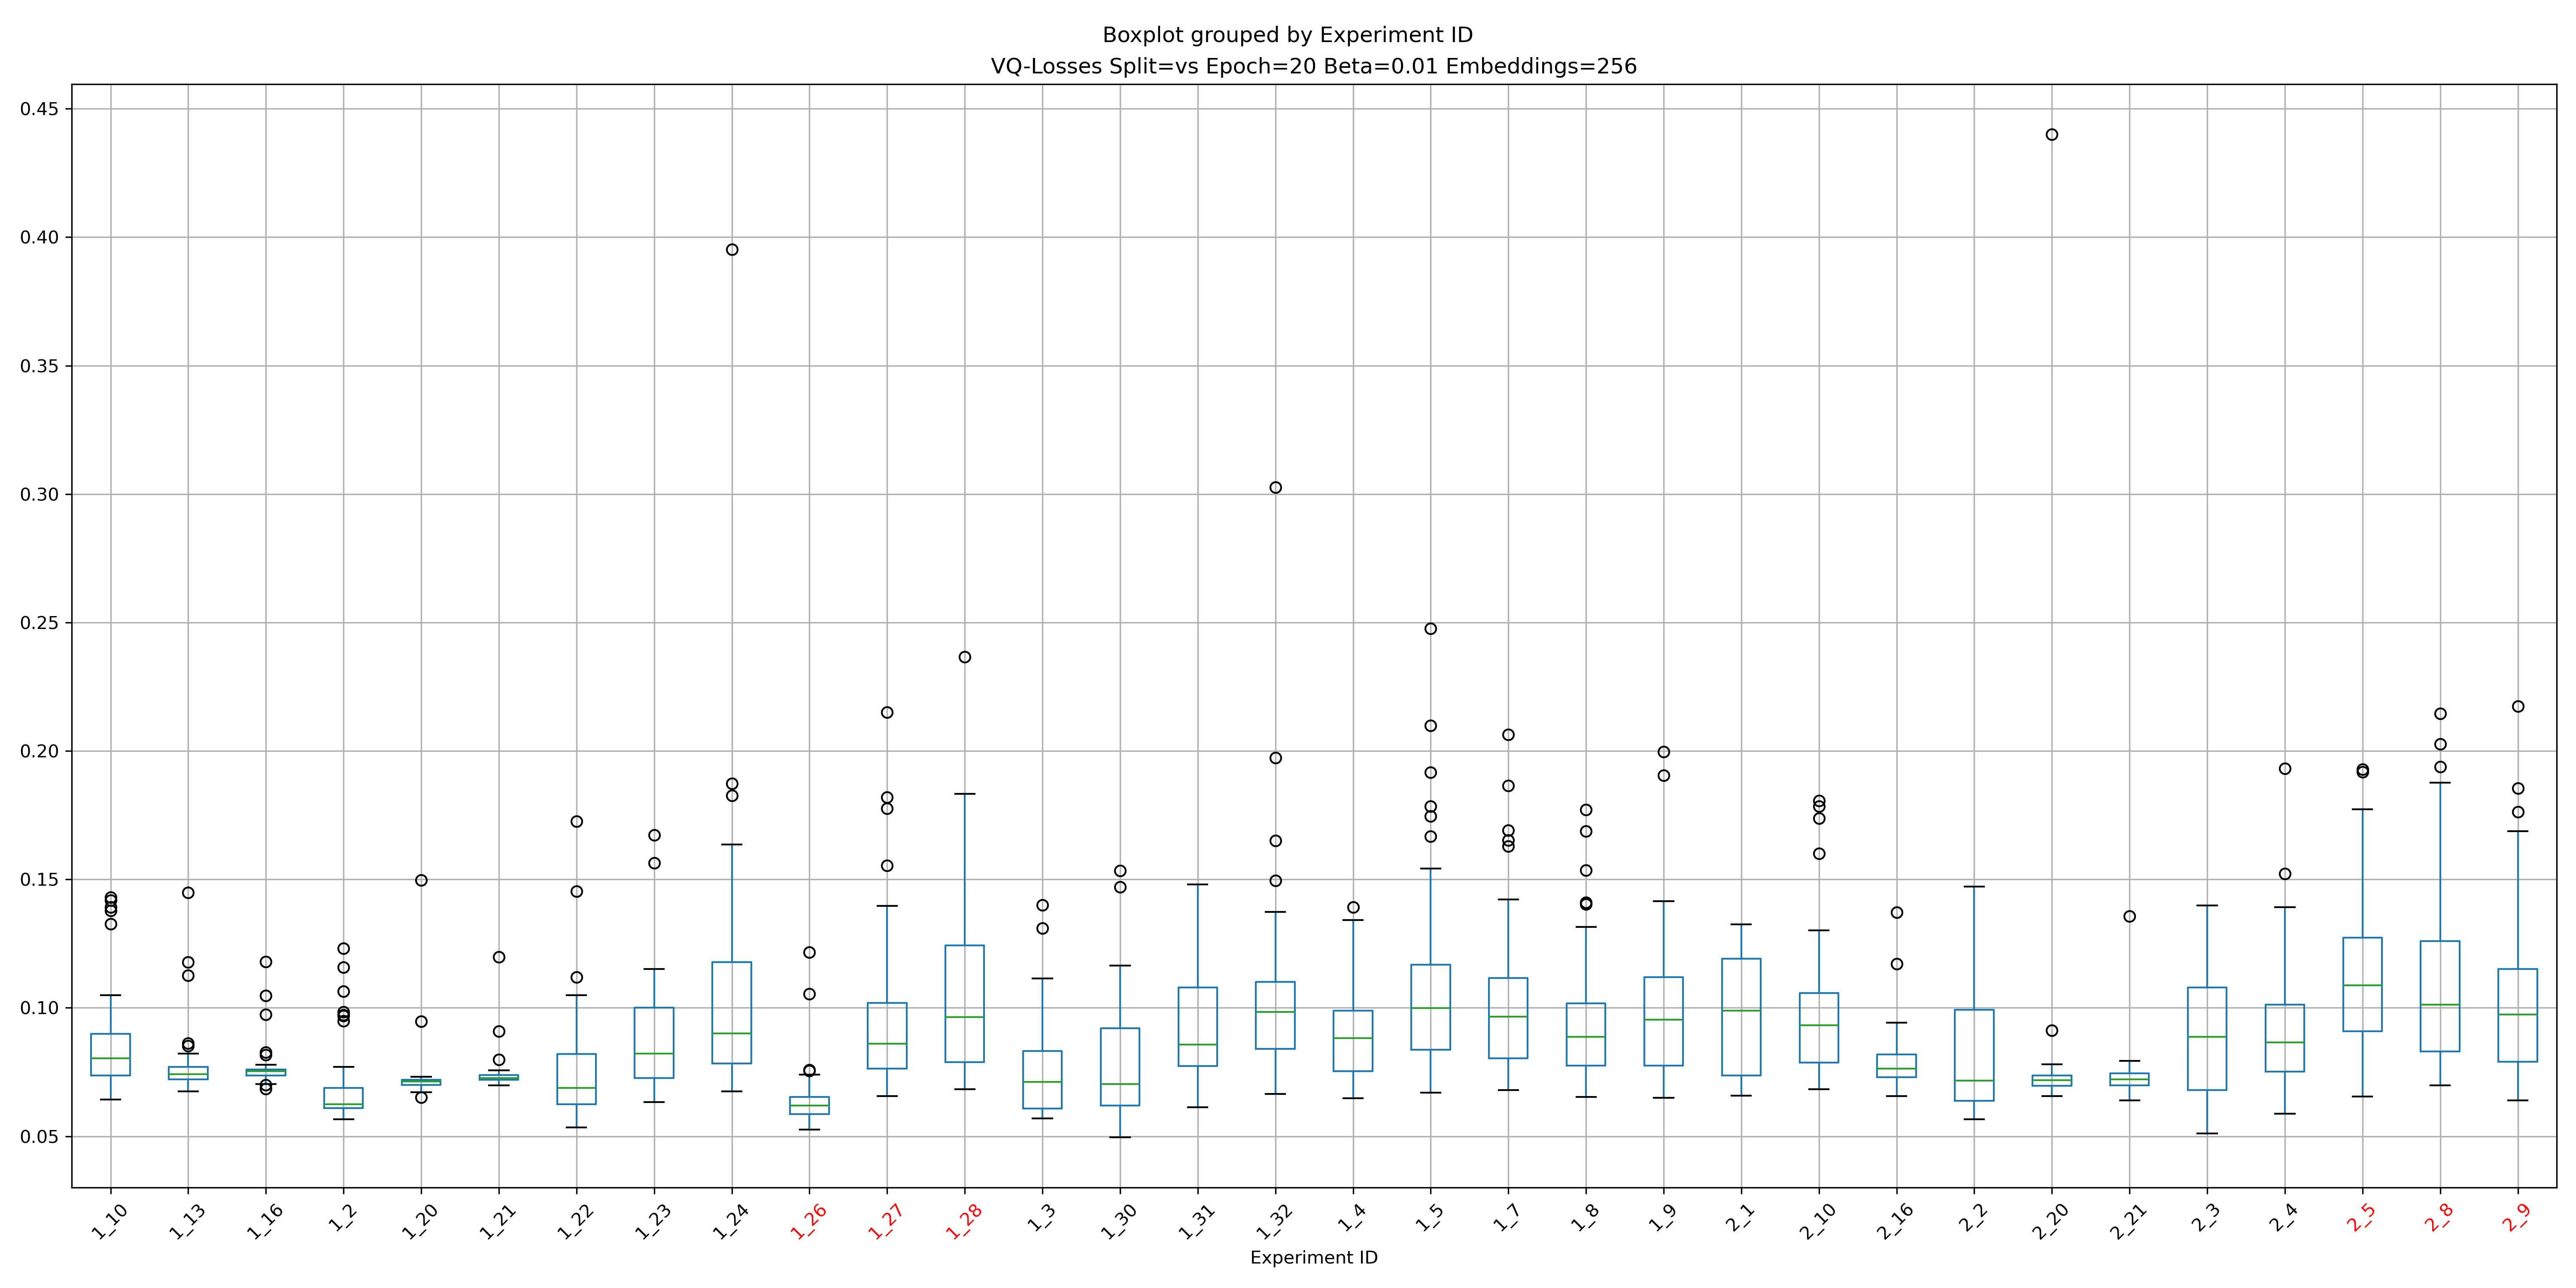 Boxplot grouped by Experiment ID
VQ-Losses Split=vs Epoch=20 Beta=0.01 Embeddings=256
0.45
0.40
0.35
0.30
0.25
0.20
0.15
0.10
0.05
1_10 1_13 1_16 1_2 1_20 1_21 1_22 1_23 1_24 1_26 1_27 1_28 1_3 1_30 1_31 1_32 1_4 1_5 1_7 1_8 1_9 2_1 2_10 2_16 2_2 2_20 2_21 2_3 2_4 2_5 2_8 2_9
Experiment ID